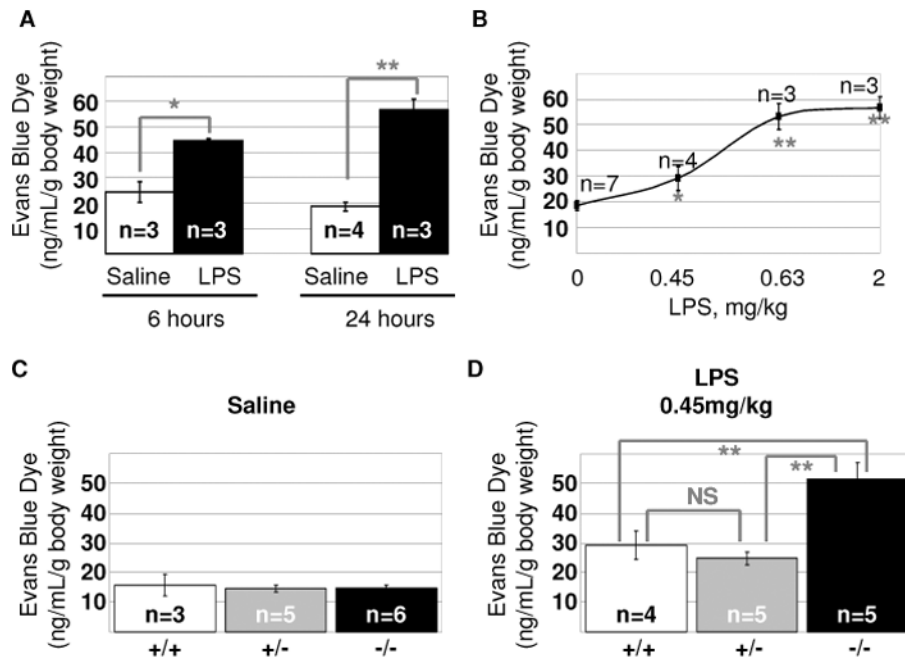 A
Evans Blue Dye
(ng/mL/g body weight)
60
50
40
30
20
10
*
**
n=3
n=3
n=4
n=3
Saline
LPS
Saline
LPS
6 hours
24 hours
B
Evans Blue Dye
(ng/mL/g body weight)
60
50
40
30
20
10
n=7
n=4
n=3
n=3
*
**
**
0
0.45
0.63
2
LPS, mg/kg
C
Saline
Evans Blue Dye
(ng/mL/g body weight)
50
40
30
20
10
n=3
n=5
n=6
+/+
+/-
-/-
D
LPS
0.45mg/kg
Evans Blue Dye
(ng/mL/g body weight)
50
40
30
20
10
**
**
NS
n=4
n=5
n=5
+/+
+/-
-/-